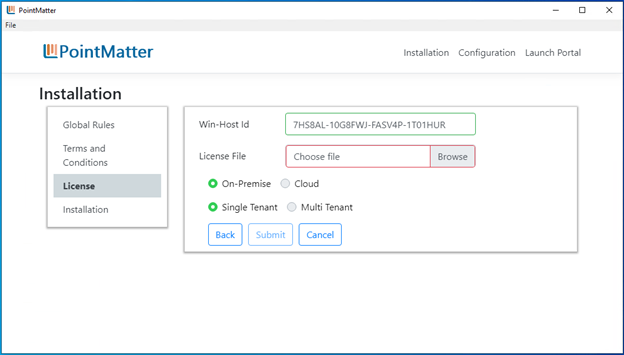 PointMatter
File
PointMatter
Installation Configuration Launch Portal
Installation
Global Rules
Terms and
Conditions
License
Installation
Win-Host Id 7HS8AL-10G8FWJ-FASV4P-1T01HUR
License File Choose file Browse
On-Premise Cloud
Single Tenant Multi Tenant
Back Submit Cancel